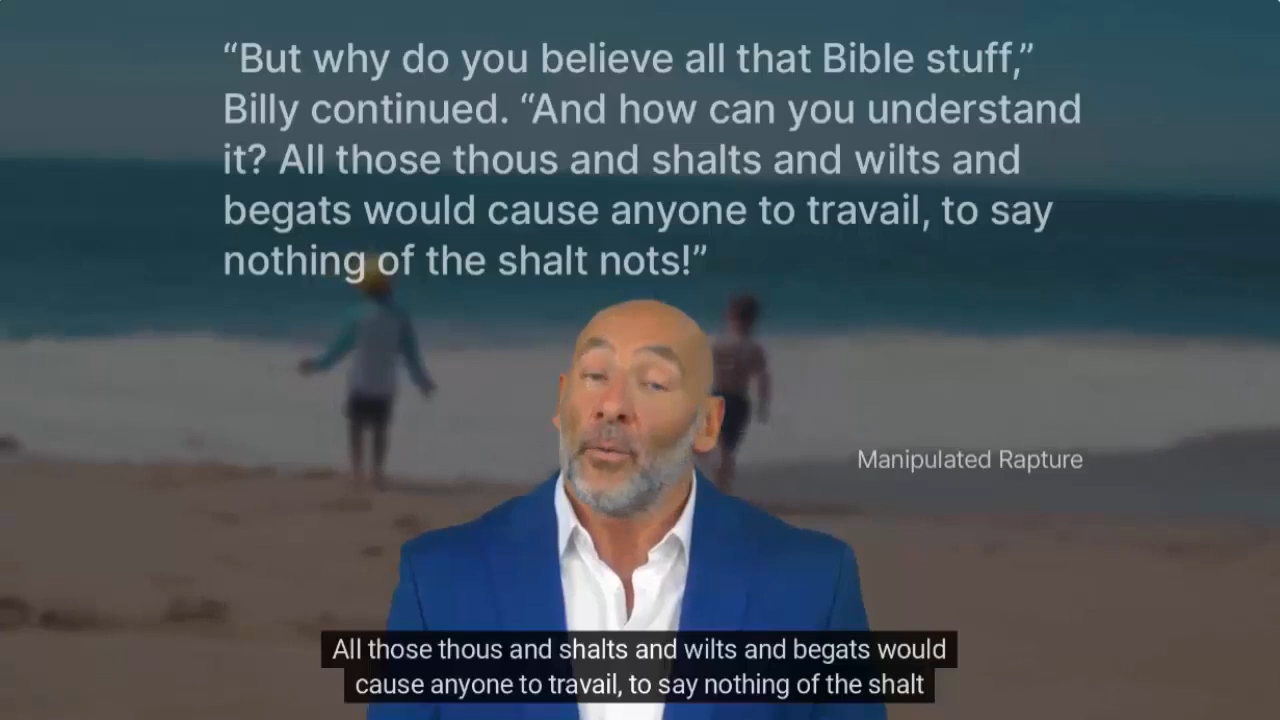 “But why do you believe all that Bible stuff,”
Billy continued. “And how can you understand
it? All those thous and shalts and wilts and
begats would cause anyone to travail, to say
nothing of the shalt nots!”
Manipulated Rapture
All those thous and shalts and wilts and begats would
cause anyone to travail, to say nothing of the shalt